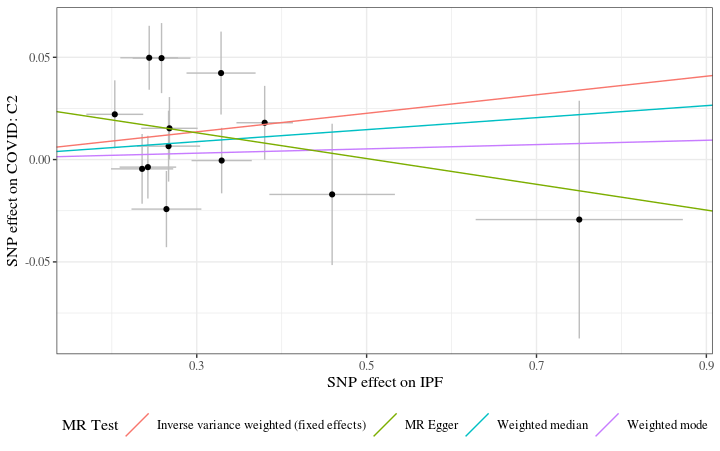 SNP effect on COVID: C2
0.05
0.00
-0.05
0.3 0.5 0.7 0.9
SNP effect on IPF
MR Test Inverse variance weighted (fixed effects) MR Egger Weighted median Weighted mode